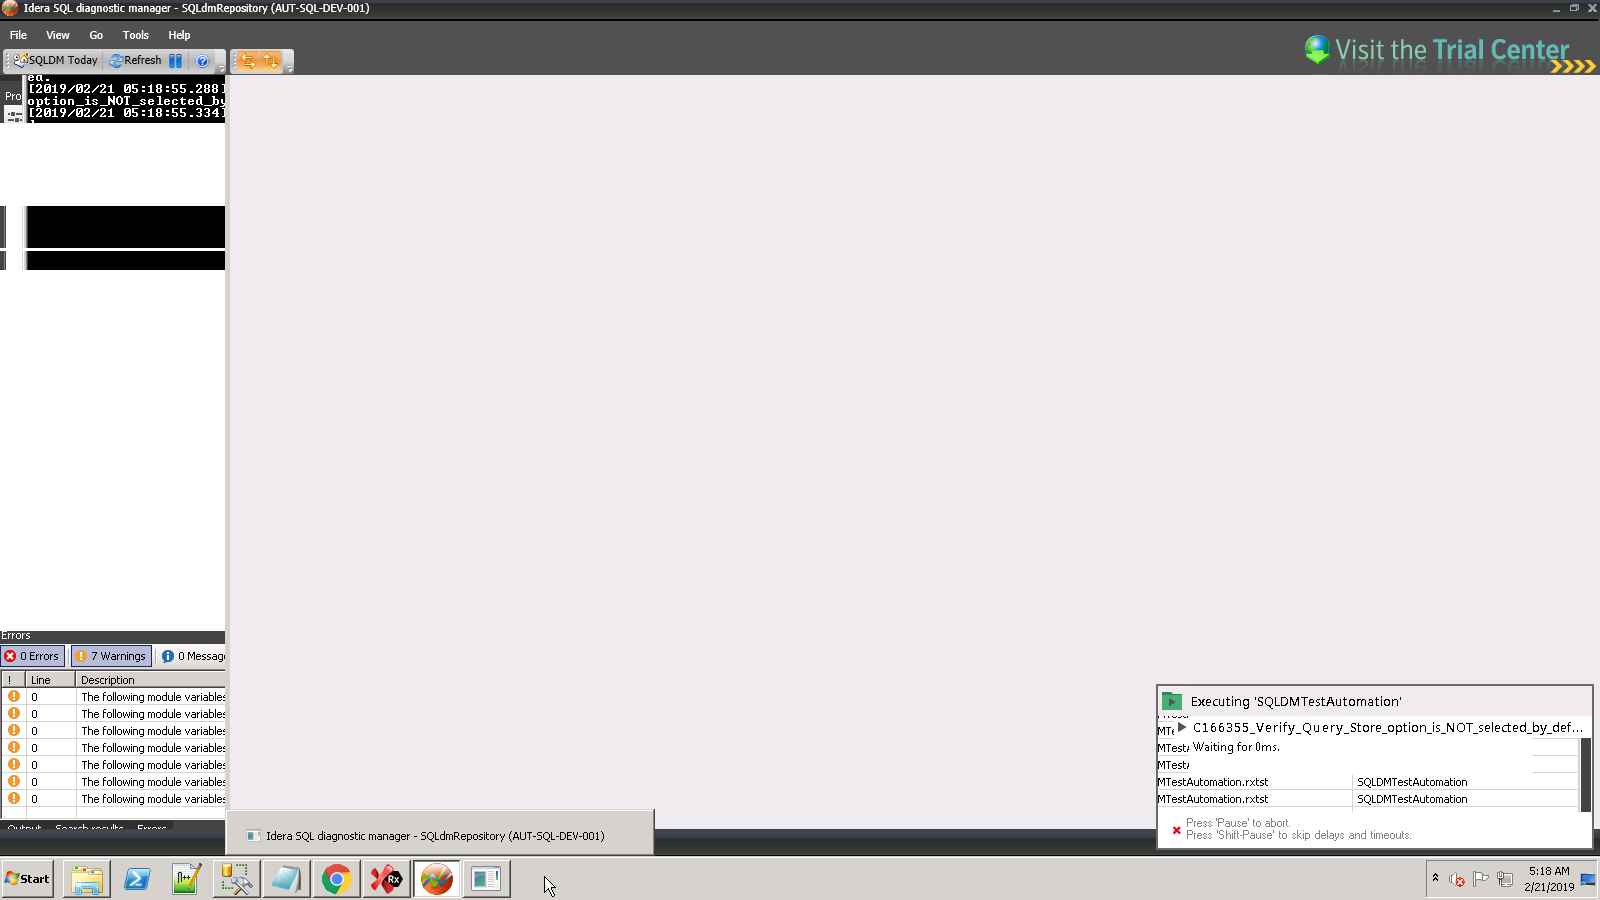 Idera SQL diagnostic manager - SQLdmRepository (AUT-SQL-DEV-001)
File View Go Tools Help
Visit the Trial Center
SQLDM Today Refresh
ed.
[2019/02/21 05:18:55.288]
Pro
option_is_NOT_selected_by
[2019/02/21 05:18:55.334]
Errors
0 Errors 7 Warnings 0 Messag
! Line Description
0 The following module variables
0 The following module variables
0 The following module variables
0 The following module variables
0 The following module variables
0 The following module variables
0 The following module variables
Output Search results Errors
Executing 'SQLDMTestAutomation'
C166355_Verify_Query_Store_option_is_NOT_selected_by_def...
MTest
Waiting for 0ms.
MTest
MTestAutomation.rxtst SQLDMTestAutomation
MTestAutomation.rxtst SQLDMTestAutomation
Press 'Pause' to abort.
Press 'Shift-Pause' to skip delays and timeouts.
Idera SQL diagnostic manager - SQLdmRepository (AUT-SQL-DEV-001)
Start
Rx
n++
5:18 AM
2/21/2019